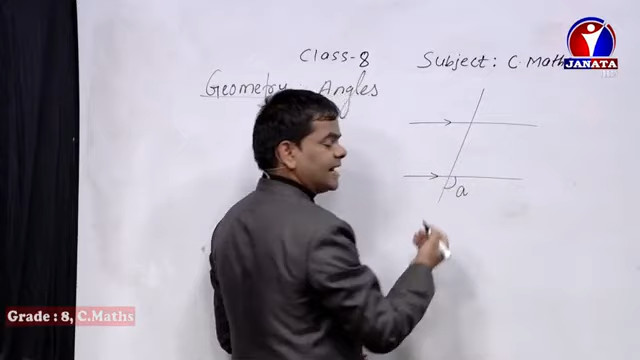 Class-8
Subject: C. Math
Geometry Angles
a
JANATA
Grade : 8, C.Maths